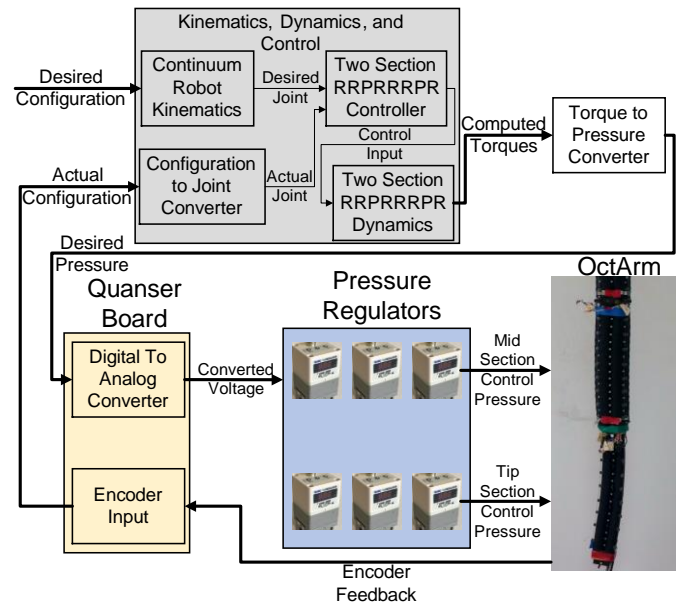 Kinematics, Dynamics, and
Control
Desired
Configuration
Continuum
Robot
Kinematics
Desired
Joint
Two Section
RRPRRRPR
Controller
Control
Input
Computed
Torques
Torque to
Pressure
Converter
Actual
Configuration
Configuration
to Joint
Converter
Actual
Joint
Two Section
RRPRRRPR
Dynamics
Desired
Pressure
Quanser
Board
Pressure
Regulators
OctArm
Digital To
Analog
Converter
Converted
Voltage
Mid
Section
Control
Pressure
Encoder
Input
Tip
Section
Control
Pressure
Encoder
Feedback